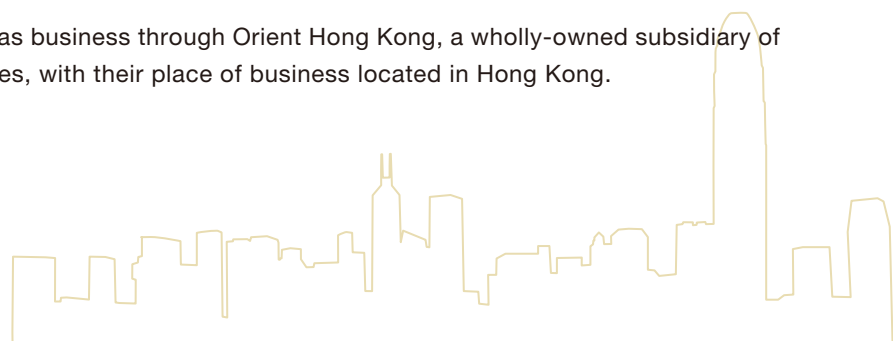 as business through Orient Hong Kong, a wholly-owned subsidiary of
es, with their place of business located in Hong Kong.